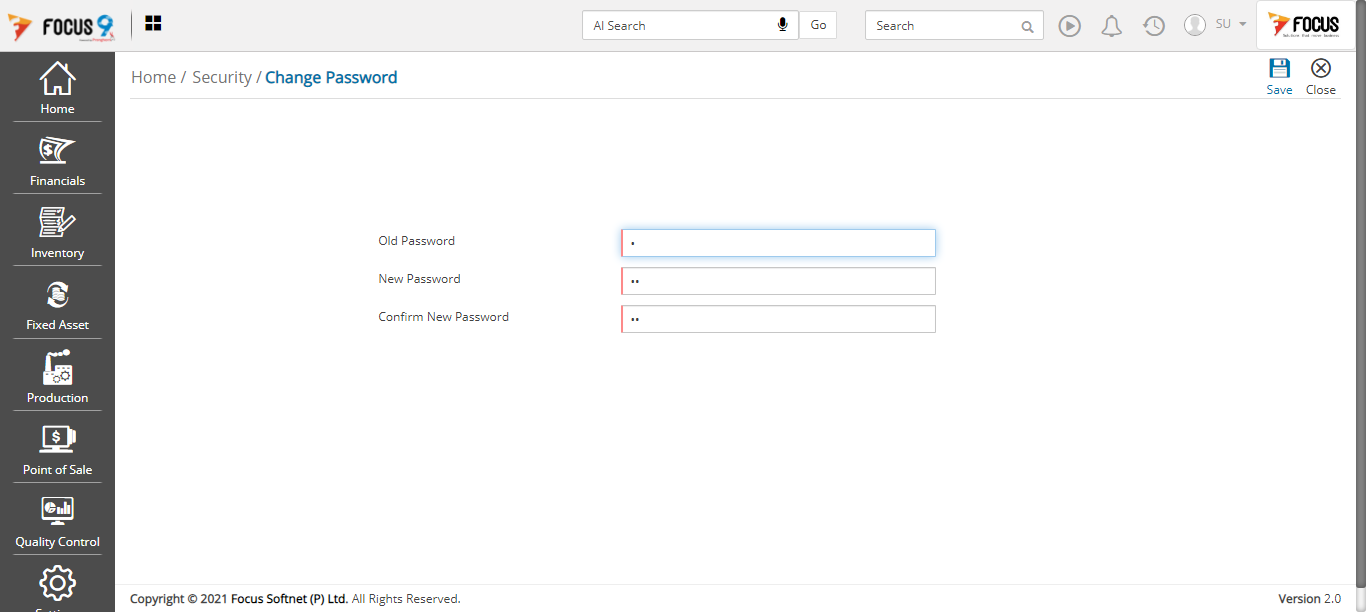 FOCUS 9
AI Search
Go
Search
SU
FOCUS
Home / Security / Change Password
Save
Close
Home
Financials
Inventory
Fixed Asset
Production
Point of Sale
Quality Control
Old Password
•
New Password
••
Confirm New Password
••
Copyright © 2021 Focus Softnet (P) Ltd. All Rights Reserved.
Version 2.0